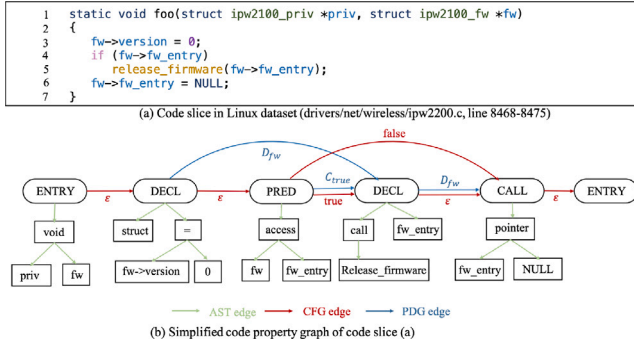 1 static void foo(struct ipw2100_priv *priv, struct ipw2100_fw *fw)
2 {
3 fw->version = 0;
4 if (fw->fw_entry)
5 release_firmware(fw->fw_entry);
6 fw->fw_entry = NULL;
7 }
(a) Code slice in Linux dataset (drivers/net/wireless/ipw2200.c, line 8468-8475)
false
D_fw
C_true D_fw
ENTRY ε DECL ε PRED true DECL ε CALL ε ENTRY
void struct = access call fw_entry pointer
priv fw fw->version 0 fw fw_entry Release_firmware fw_entry NULL
AST edge CFG edge PDG edge
(b) Simplified code property graph of code slice (a)